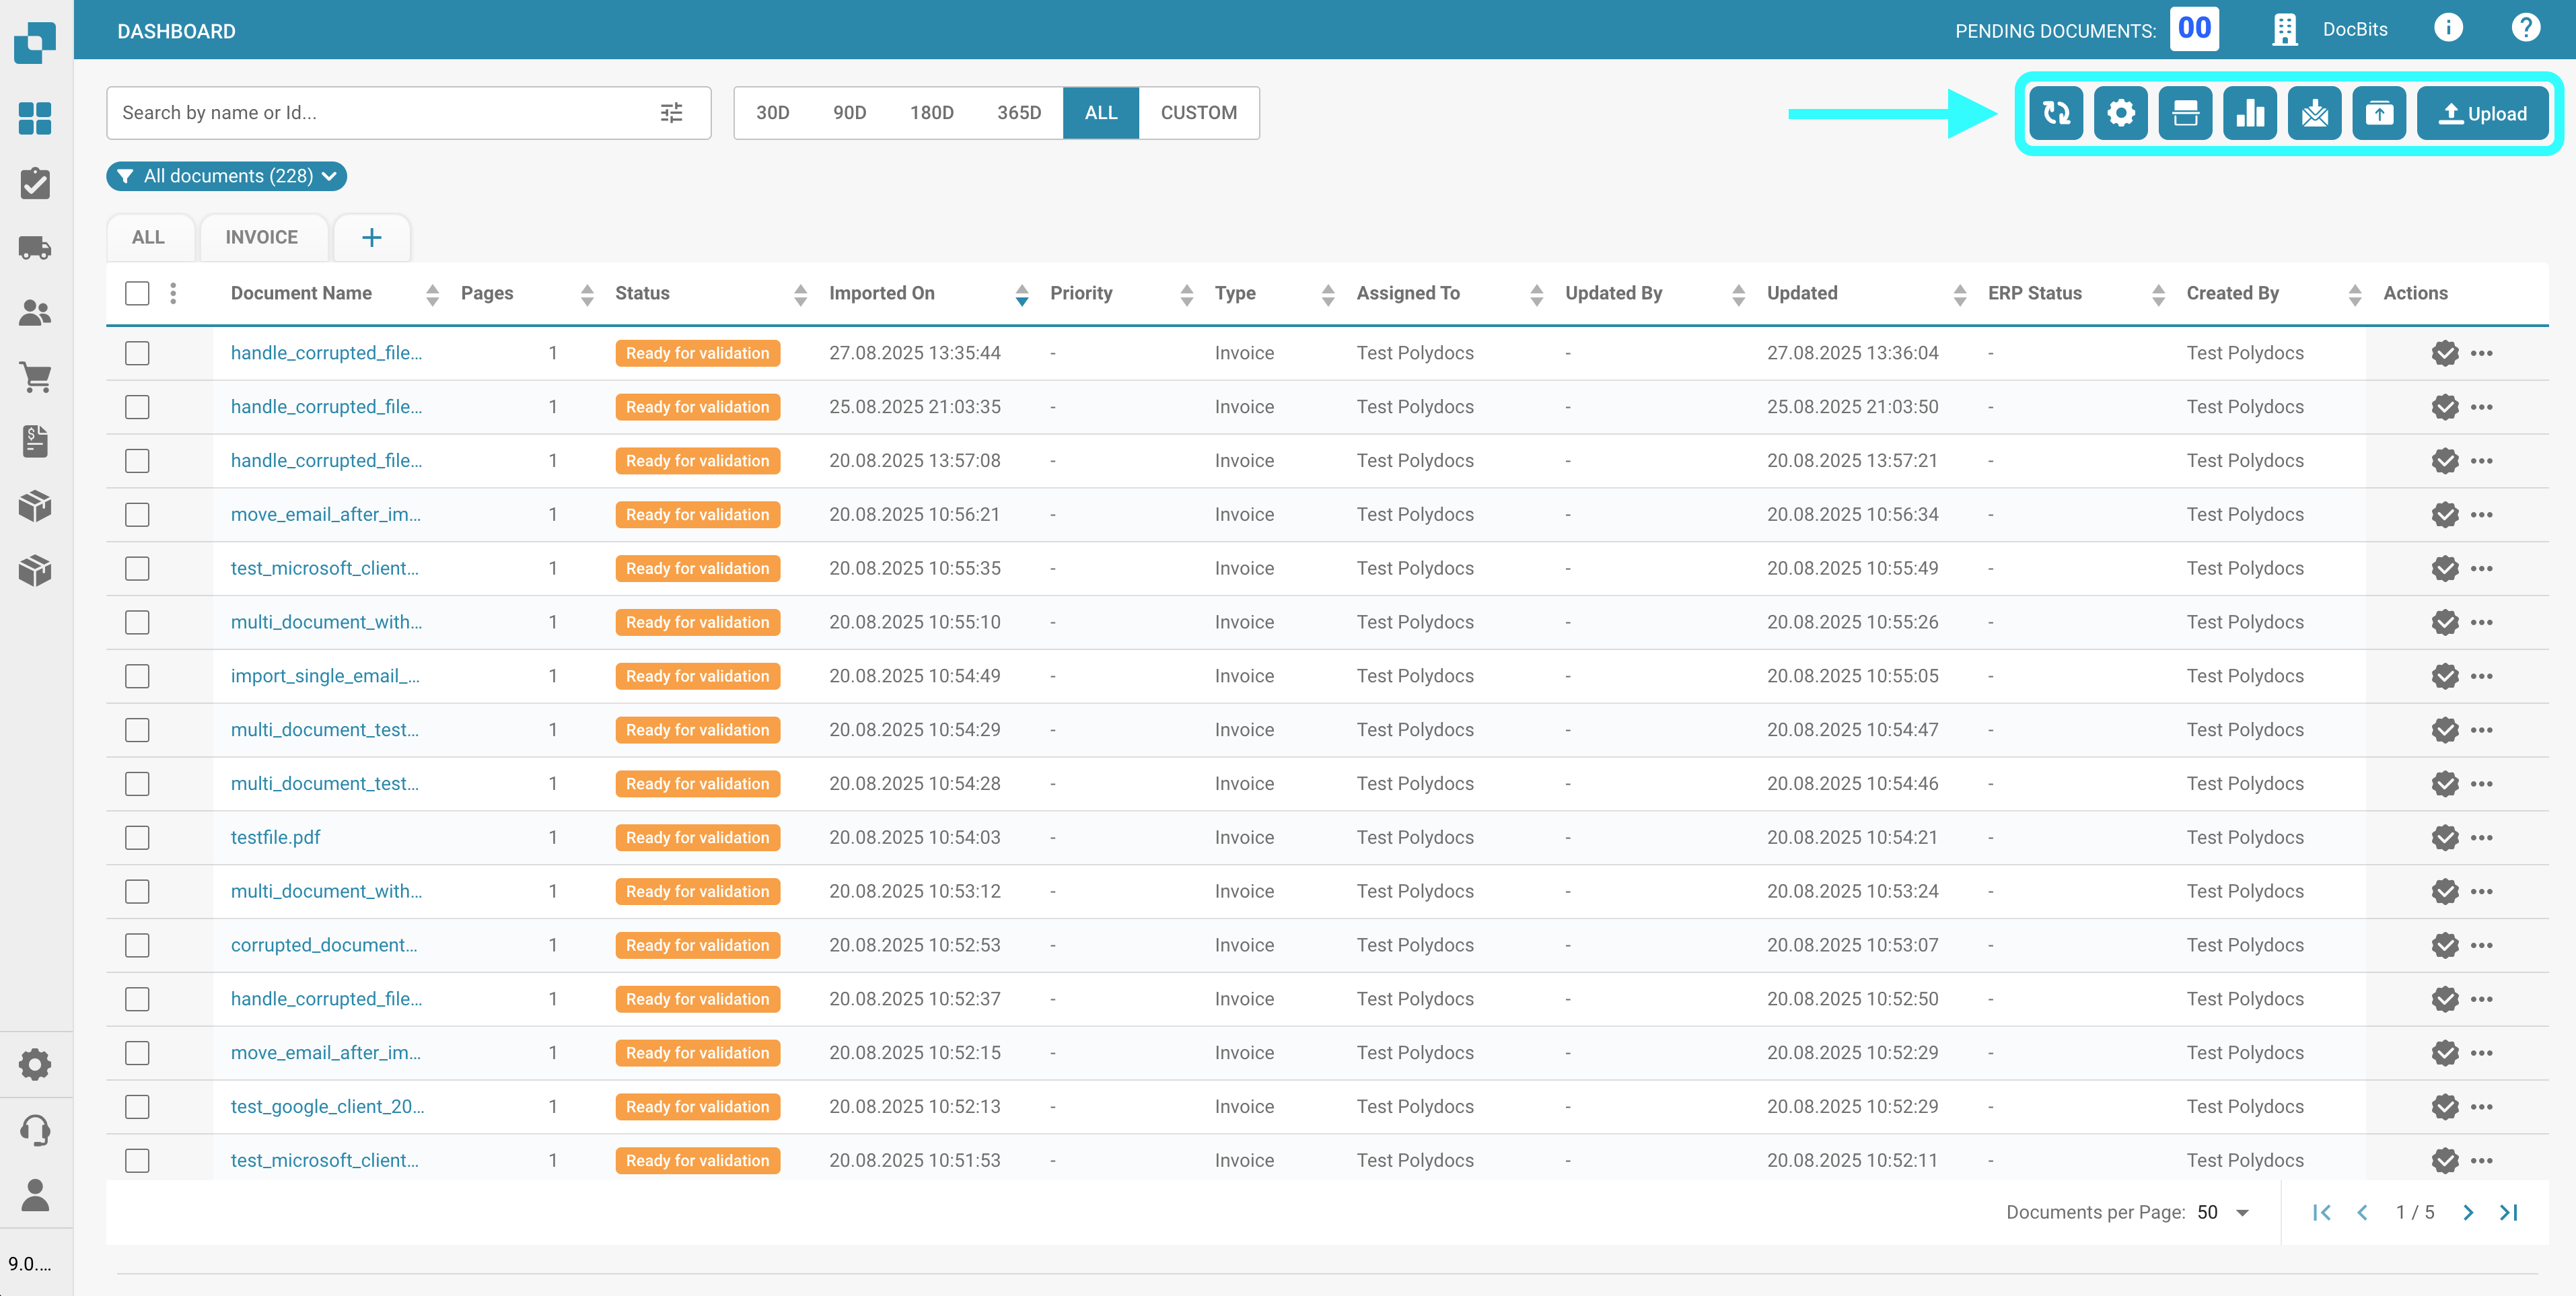 DASHBOARD
PENDING DOCUMENTS: 00
DocBits
Search by name or Id...
30D 90D 180D 365D ALL CUSTOM
Upload
All documents (228)
ALL INVOICE
Document Name Pages Status Imported On Priority Type Assigned To Updated By Updated ERP Status Created By Actions
handle_corrupted_file... 1 Ready for validation 27.08.2025 13:35:44 - Invoice Test Polydocs - 27.08.2025 13:36:04 - Test Polydocs
handle_corrupted_file... 1 Ready for validation 25.08.2025 21:03:35 - Invoice Test Polydocs - 25.08.2025 21:03:50 - Test Polydocs
handle_corrupted_file... 1 Ready for validation 20.08.2025 13:57:08 - Invoice Test Polydocs - 20.08.2025 13:57:21 - Test Polydocs
move_email_after_im... 1 Ready for validation 20.08.2025 10:56:21 - Invoice Test Polydocs - 20.08.2025 10:56:34 - Test Polydocs
test_microsoft_client... 1 Ready for validation 20.08.2025 10:55:35 - Invoice Test Polydocs - 20.08.2025 10:55:49 - Test Polydocs
multi_document_with... 1 Ready for validation 20.08.2025 10:55:10 - Invoice Test Polydocs - 20.08.2025 10:55:26 - Test Polydocs
import_single_email_... 1 Ready for validation 20.08.2025 10:54:49 - Invoice Test Polydocs - 20.08.2025 10:55:05 - Test Polydocs
multi_document_test... 1 Ready for validation 20.08.2025 10:54:29 - Invoice Test Polydocs - 20.08.2025 10:54:47 - Test Polydocs
multi_document_test... 1 Ready for validation 20.08.2025 10:54:28 - Invoice Test Polydocs - 20.08.2025 10:54:46 - Test Polydocs
testfile.pdf 1 Ready for validation 20.08.2025 10:54:03 - Invoice Test Polydocs - 20.08.2025 10:54:21 - Test Polydocs
multi_document_with... 1 Ready for validation 20.08.2025 10:53:12 - Invoice Test Polydocs - 20.08.2025 10:53:24 - Test Polydocs
corrupted_document... 1 Ready for validation 20.08.2025 10:52:53 - Invoice Test Polydocs - 20.08.2025 10:53:07 - Test Polydocs
handle_corrupted_file... 1 Ready for validation 20.08.2025 10:52:37 - Invoice Test Polydocs - 20.08.2025 10:52:50 - Test Polydocs
move_email_after_im... 1 Ready for validation 20.08.2025 10:52:15 - Invoice Test Polydocs - 20.08.2025 10:52:29 - Test Polydocs
test_google_client_20... 1 Ready for validation 20.08.2025 10:52:13 - Invoice Test Polydocs - 20.08.2025 10:52:29 - Test Polydocs
test_microsoft_client... 1 Ready for validation 20.08.2025 10:51:53 - Invoice Test Polydocs - 20.08.2025 10:52:11 - Test Polydocs
Documents per Page: 50 1 / 5
9.0....